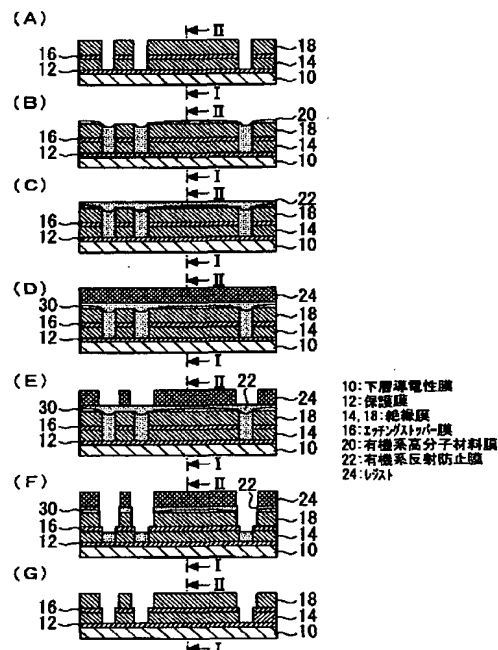 (A)
II
16
12
18
14
10
I
(B)
II
16
12
20
18
14
10
I
(C)
II
16
12
22
18
14
10
I
(D)
II
30
16
12
24
18
14
10
I
(E)
II
22
30
16
12
24
18
14
10
I
(F)
II
22
30
16
12
24
18
14
10
I
(G)
II
16
12
18
14
10
I
10:下層導電性膜
12:保護膜
14,18:絶縁膜
16:エッチングストッパー膜
20:有機系高分子材料膜
22:有機系反射防止膜
24:レジスト